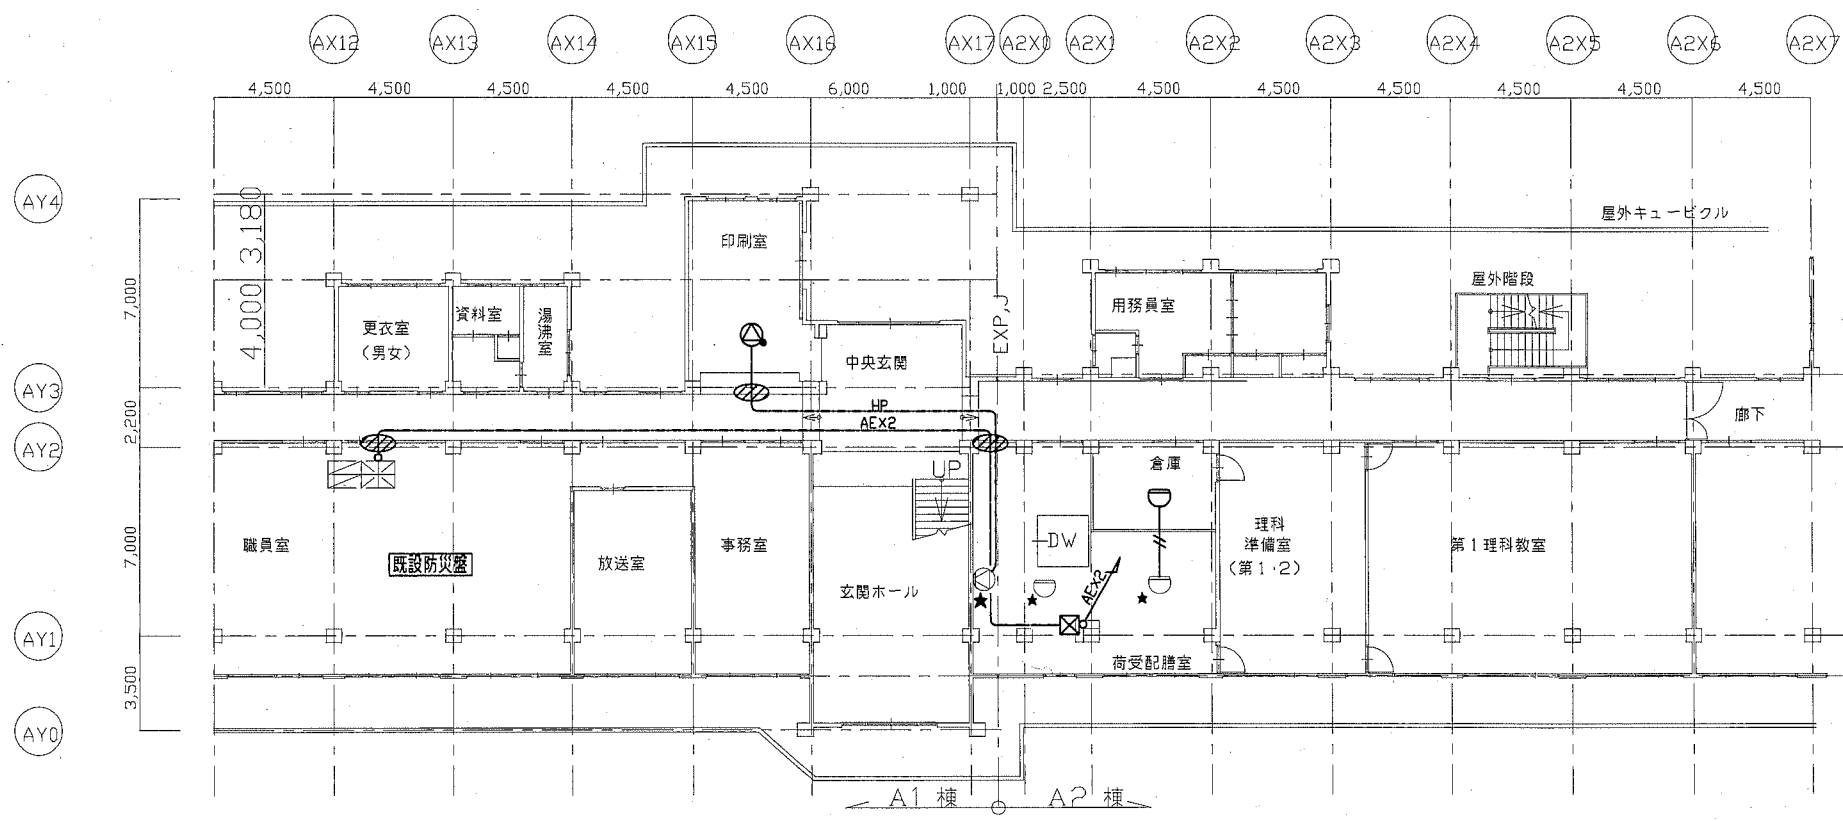 AX12 AX13 AX14 AX15 AX16 AX17 A2X0 A2X1 A2X2 A2X3 A2X4 A2X5 A2X6 A2X7
4,500 4,500 4,500 4,500 4,500 6,000 1,000 1,000 2,500 4,500 4,500 4,500 4,500 4,500 4,500
AY4
3,180
屋外キュービクル
印刷室
屋外階段
7,000
4,000
資料室
湯沸室
用務員室
更衣室
(男女)
EXP,J
中央玄関
AY3
2,200
HP
廊下
AEX2
AY2
UP
倉庫
7,000
職員室
既設防災盤
放送室
事務室
DW
理科
準備室
(第1・2)
第1理科教室
玄関ホール
AEX2
AY1
荷受配膳室
3,500
AY0
A1 棟
A2 棟